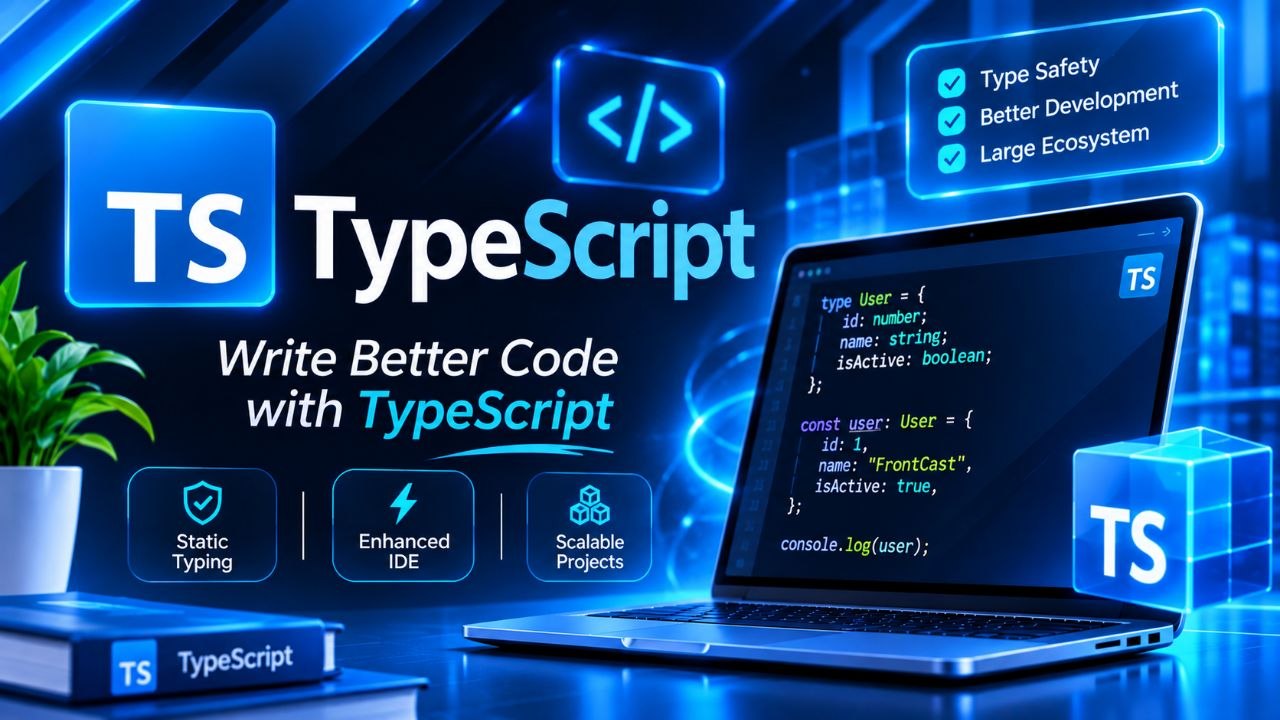 TS TypeScript
Write Better Code
with TypeScript
Static
Typing
Enhanced
IDE
Scalable
Projects
</>
Type Safety
Better Development
Large Ecosystem
TS
type User = {
id: number;
name: string;
isActive: boolean;
};
const user: User = {
id: 1,
name: "FrontCast",
isActive: true,
};
console.log(user);
TS
TS TypeScript